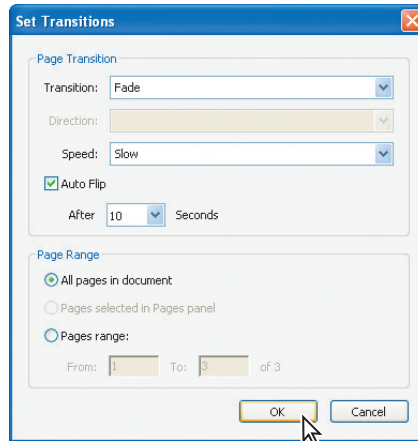 Set Transitions
Page Transition
Transition: Fade
Direction:
Speed: Slow
Auto Flip
After 10 Seconds
Page Range
All pages in document
Pages selected in Pages panel
Pages range:
From: 1 To: 3 of 3
OK Cancel